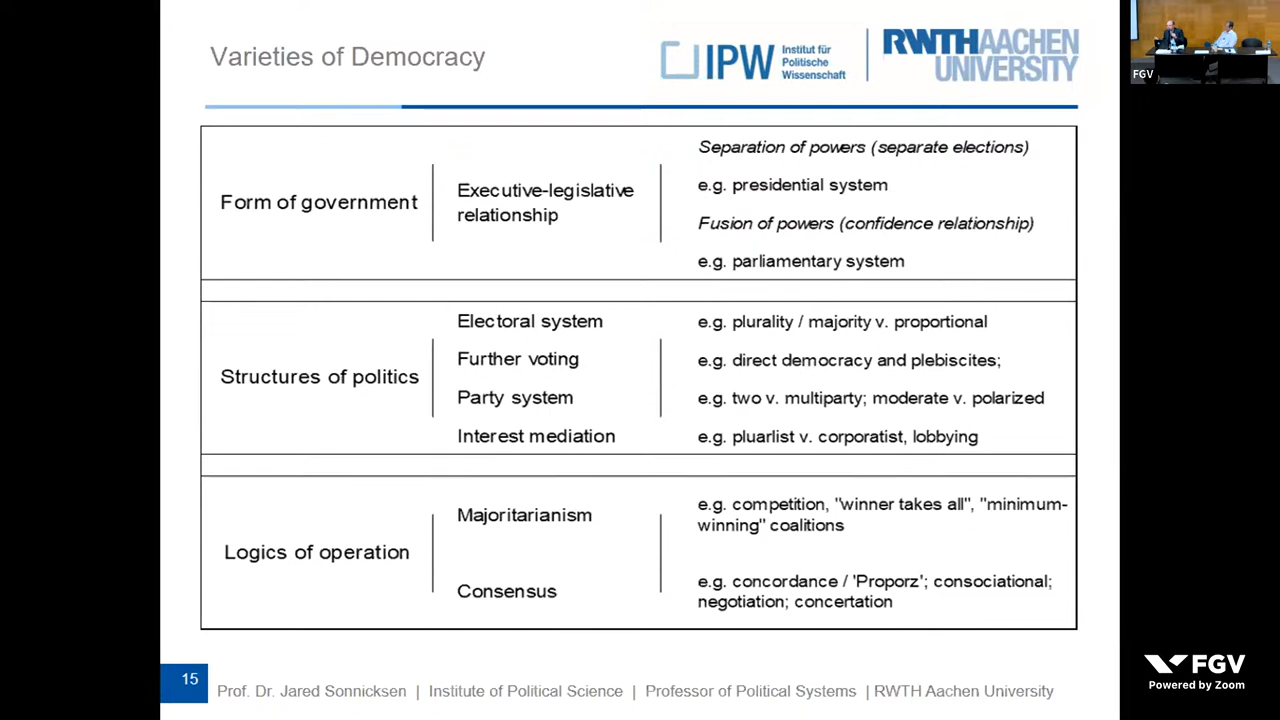 Varieties of Democracy
IPW
Institut für
Politische
Wissenschaft
RWTHAACHEN
UNIVERSITY
FGV
Form of government
Executive-legislative
relationship
Separation of powers (separate elections)
e.g. presidential system
Fusion of powers (confidence relationship)
e.g. parliamentary system
Structures of politics
Electoral system
e.g. plurality / majority v. proportional
Further voting
e.g. direct democracy and plebiscites;
Party system
e.g. two v. multiparty; moderate v. polarized
Interest mediation
e.g. pluarlist v. corporatist, lobbying
Logics of operation
Majoritarianism
e.g. competition, "winner takes all", "minimum-
winning" coalitions
Consensus
e.g. concordance / 'Proporz'; consociational;
negotiation; concertation
15
Prof. Dr. Jared Sonnicksen | Institute of Political Science | Professor of Political Systems | RWTH Aachen University
FGV
Powered by Zoom